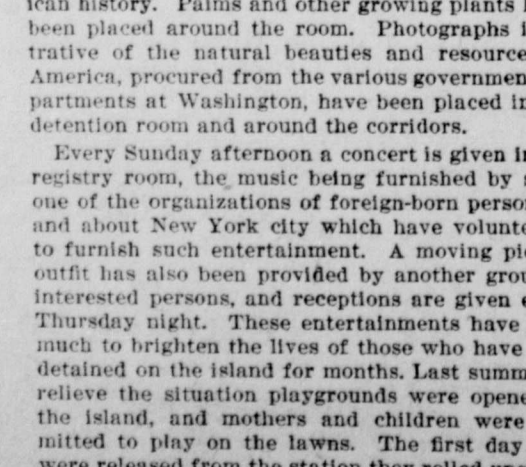 ican history. Palms and other growing plants
been placed around the room. Photographs
trative of the natural beauties and resource
America, procured from the various governmen
partments at Washington, have been placed in
detention room and around the corridors.
Every Sunday afternoon a concert is given in
registry room, the music being furnished by
one of the organizations of foreign-born perso
and about New York city which have volunte
to furnish such entertainment. A moving pi
outfit has also been provided by another grou
interested persons, and receptions are given
Thursday night. These entertainments have
much to brighten the lives of those who have
detained on the island for months. Last summ
relieve the situation playgrounds were opene
the island, and mothers and children were
mitted to play on the lawns. The first day
were released from the station they rolled